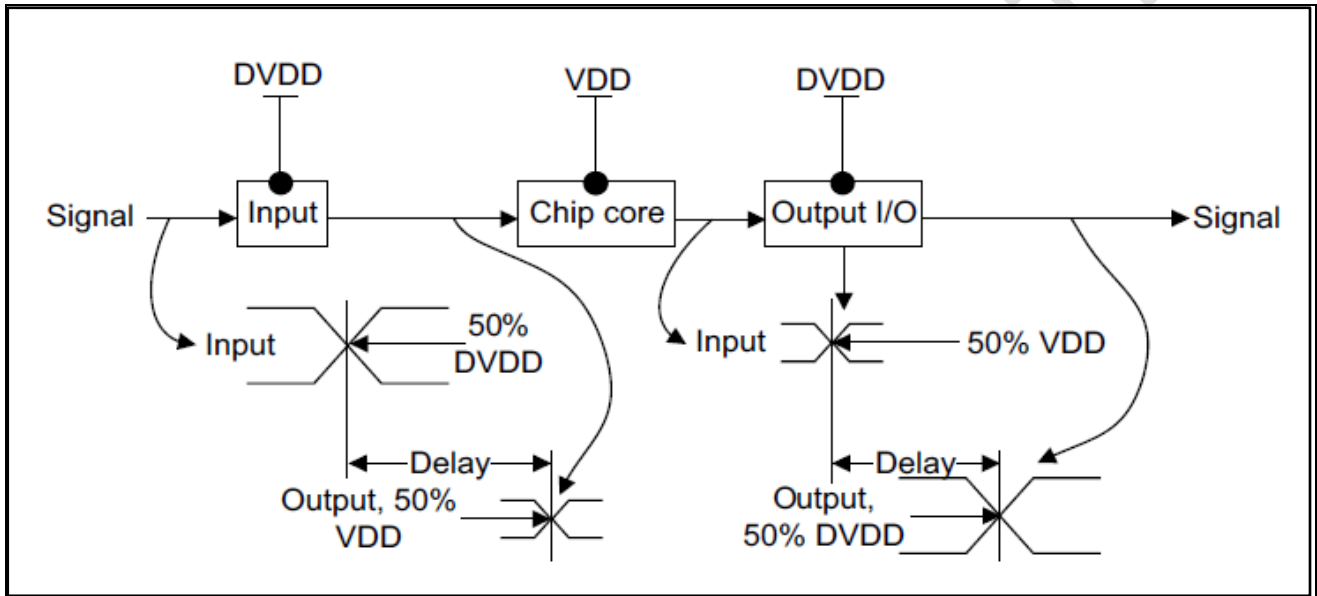 DVDD VDD DVDD
Signal Input Chip core Output I/O Signal
Input 50%
DVDD
Input 50% VDD
Delay
Output, 50%
VDD
Delay
Output,
50% DVDD